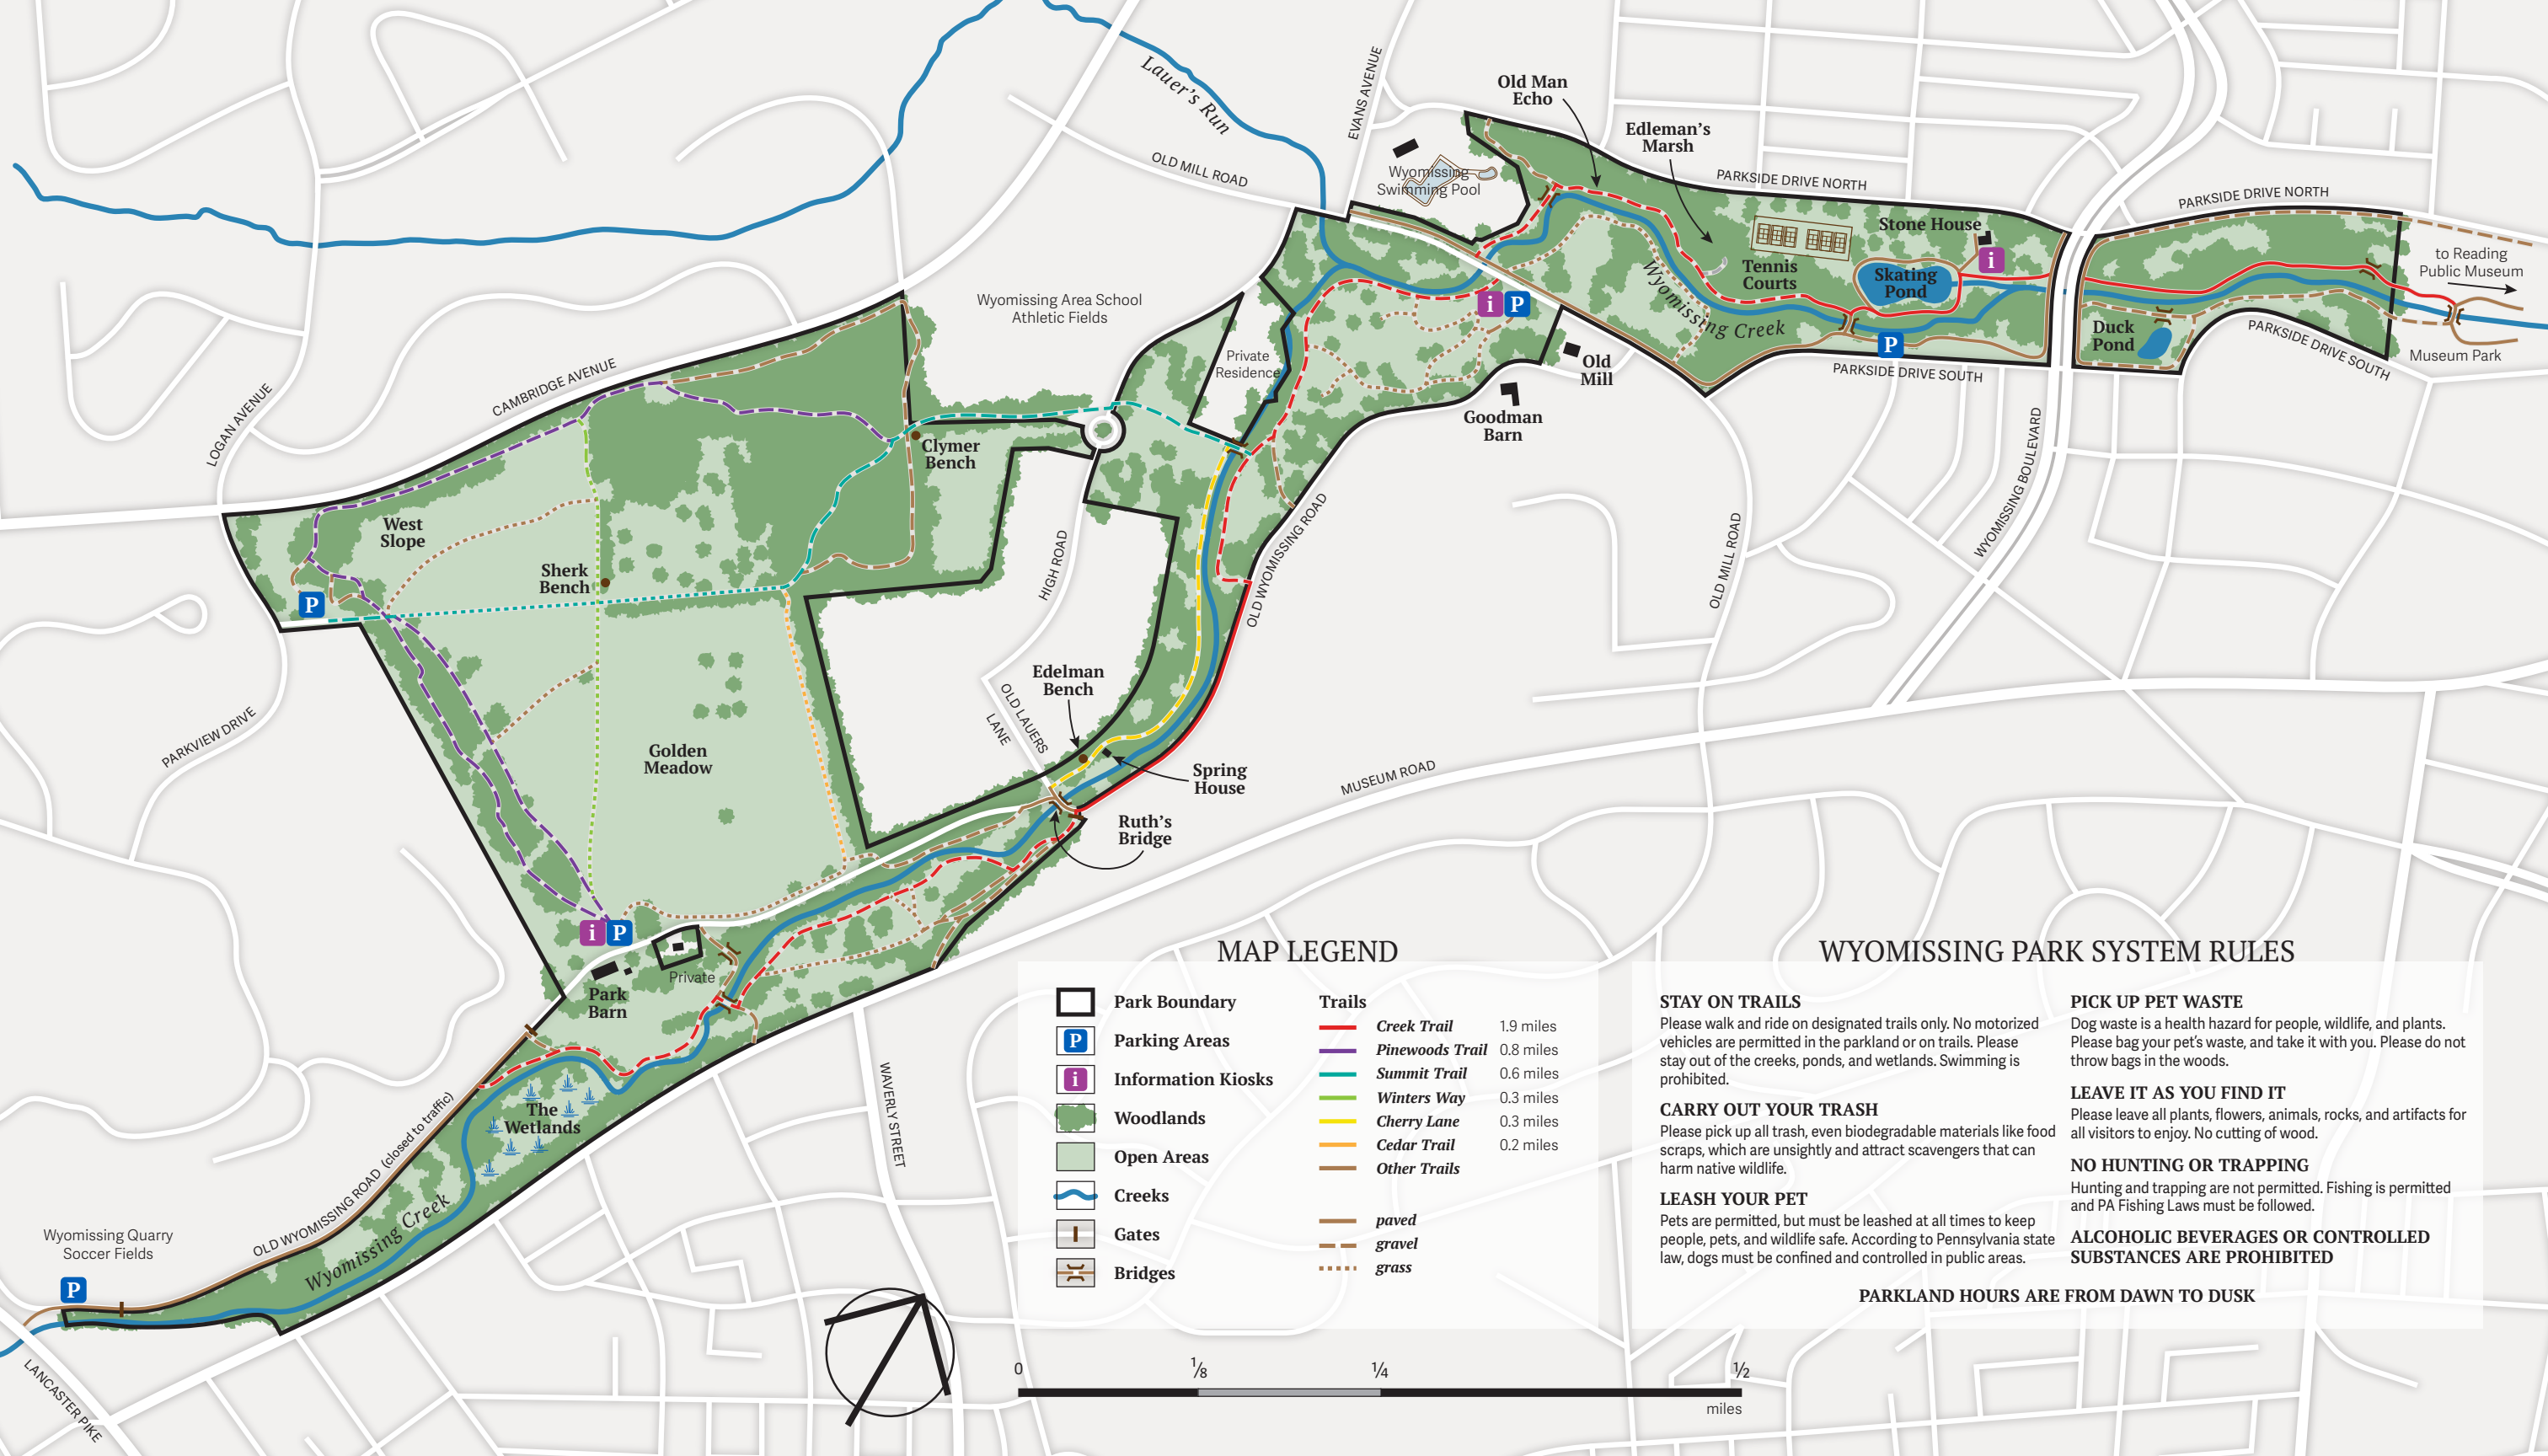 Lauer's Run
EVANS AVENUE
Old Man
Echo
Edleman's
Marsh
OLD MILL ROAD
Wyomissing
Swimming Pool
PARKSIDE DRIVE NORTH
PARKSIDE DRIVE NORTH
Stone House
i
to Reading
Public Museum
Tennis
Courts
Skating
Pond
Wyomissing Creek
Wyomissing Area School
Athletic Fields
i
P
Duck
Pond
P
PARKSIDE DRIVE SOUTH
Museum Park
PARKSIDE DRIVE SOUTH
Private
Residence
Old
Mill
Goodman
Barn
LOGAN AVENUE
CAMBRIDGE AVENUE
Clymer
Bench
West
Slope
Sherk
Bench
P
HIGH ROAD
OLD WYOMISSING ROAD
OLD MILL ROAD
WYOMISSING BOULEVARD
PARKVIEW DRIVE
Golden
Meadow
Edelman
Bench
OLD LAUERS
LANE
Spring
House
MUSEUM ROAD
Ruth's
Bridge
i
P
Private
Park
Barn
The
Wetlands
WAVERLY STREET
OLD WYOMISSING ROAD (closed to traffic)
Wyomissing Creek
Wyomissing Quarry
Soccer Fields
P
LANCASTER PIKE
MAP LEGEND
Park Boundary
P
Parking Areas
i
Information Kiosks
Woodlands
Open Areas
Creeks
Gates
Bridges
Trails
Creek Trail 1.9 miles
Pinewoods Trail 0.8 miles
Summit Trail 0.6 miles
Winters Way 0.3 miles
Cherry Lane 0.3 miles
Cedar Trail 0.2 miles
Other Trails
paved
gravel
grass
0 1/8 1/4 1/2
miles
WYOMISSING PARK SYSTEM RULES
STAY ON TRAILS
Please walk and ride on designated trails only. No motorized
vehicles are permitted in the parkland or on trails. Please
stay out of the creeks, ponds, and wetlands. Swimming is
prohibited.
CARRY OUT YOUR TRASH
Please pick up all trash, even biodegradable materials like food
scraps, which are unsightly and attract scavengers that can
harm native wildlife.
LEASH YOUR PET
Pets are permitted, but must be leashed at all times to keep
people, pets, and wildlife safe. According to Pennsylvania state
law, dogs must be confined and controlled in public areas.
PICK UP PET WASTE
Dog waste is a health hazard for people, wildlife, and plants.
Please bag your pet's waste, and take it with you. Please do not
throw bags in the woods.
LEAVE IT AS YOU FIND IT
Please leave all plants, flowers, animals, rocks, and artifacts for
all visitors to enjoy. No cutting of wood.
NO HUNTING OR TRAPPING
Hunting and trapping are not permitted. Fishing is permitted
and PA Fishing Laws must be followed.
ALCOHOLIC BEVERAGES OR CONTROLLED
SUBSTANCES ARE PROHIBITED
PARKLAND HOURS ARE FROM DAWN TO DUSK